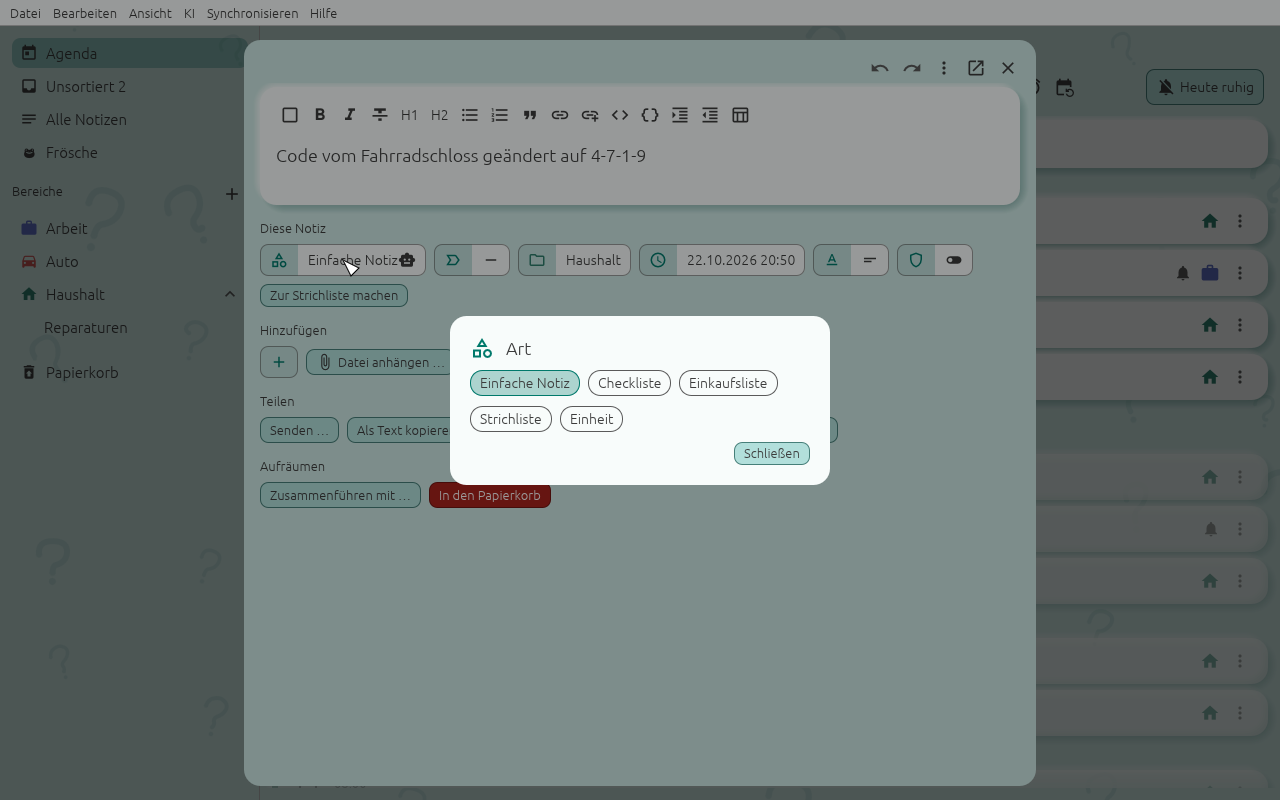 Datei Bearbeiten Ansicht KI Synchronisieren Hilfe
Agenda
Unsortiert 2
Alle Notizen
Frösche
Bereiche
Arbeit
Auto
Haushalt
Reparaturen
Papierkorb
Heute ruhig
H1 H2
Code vom Fahrradschloss geändert auf 4-7-1-9
Diese Notiz
Einfache Notiz
Haushalt
22.10.2026 20:50
Zur Strichliste machen
Hinzufügen
Datei anhängen …
Teilen
Senden …
Als Text kopiere
Aufräumen
Zusammenführen mit …
In den Papierkorb
Art
Einfache Notiz
Checkliste
Einkaufsliste
Strichliste
Einheit
Schließen